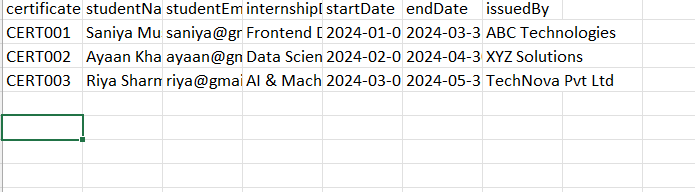 certificate studentNa studentEm internshipD startDate endDate issuedBy
CERT001 Saniya Mu saniya@gr Frontend D 2024-01-0 2024-03-3 ABC Technologies
CERT002 Ayaan Kha ayaan@gn Data Scien 2024-02-0 2024-04-3 XYZ Solutions
CERT003 Riya Sharm riya@gmai AI & Mach 2024-03-0 2024-05-3 TechNova Pvt Ltd